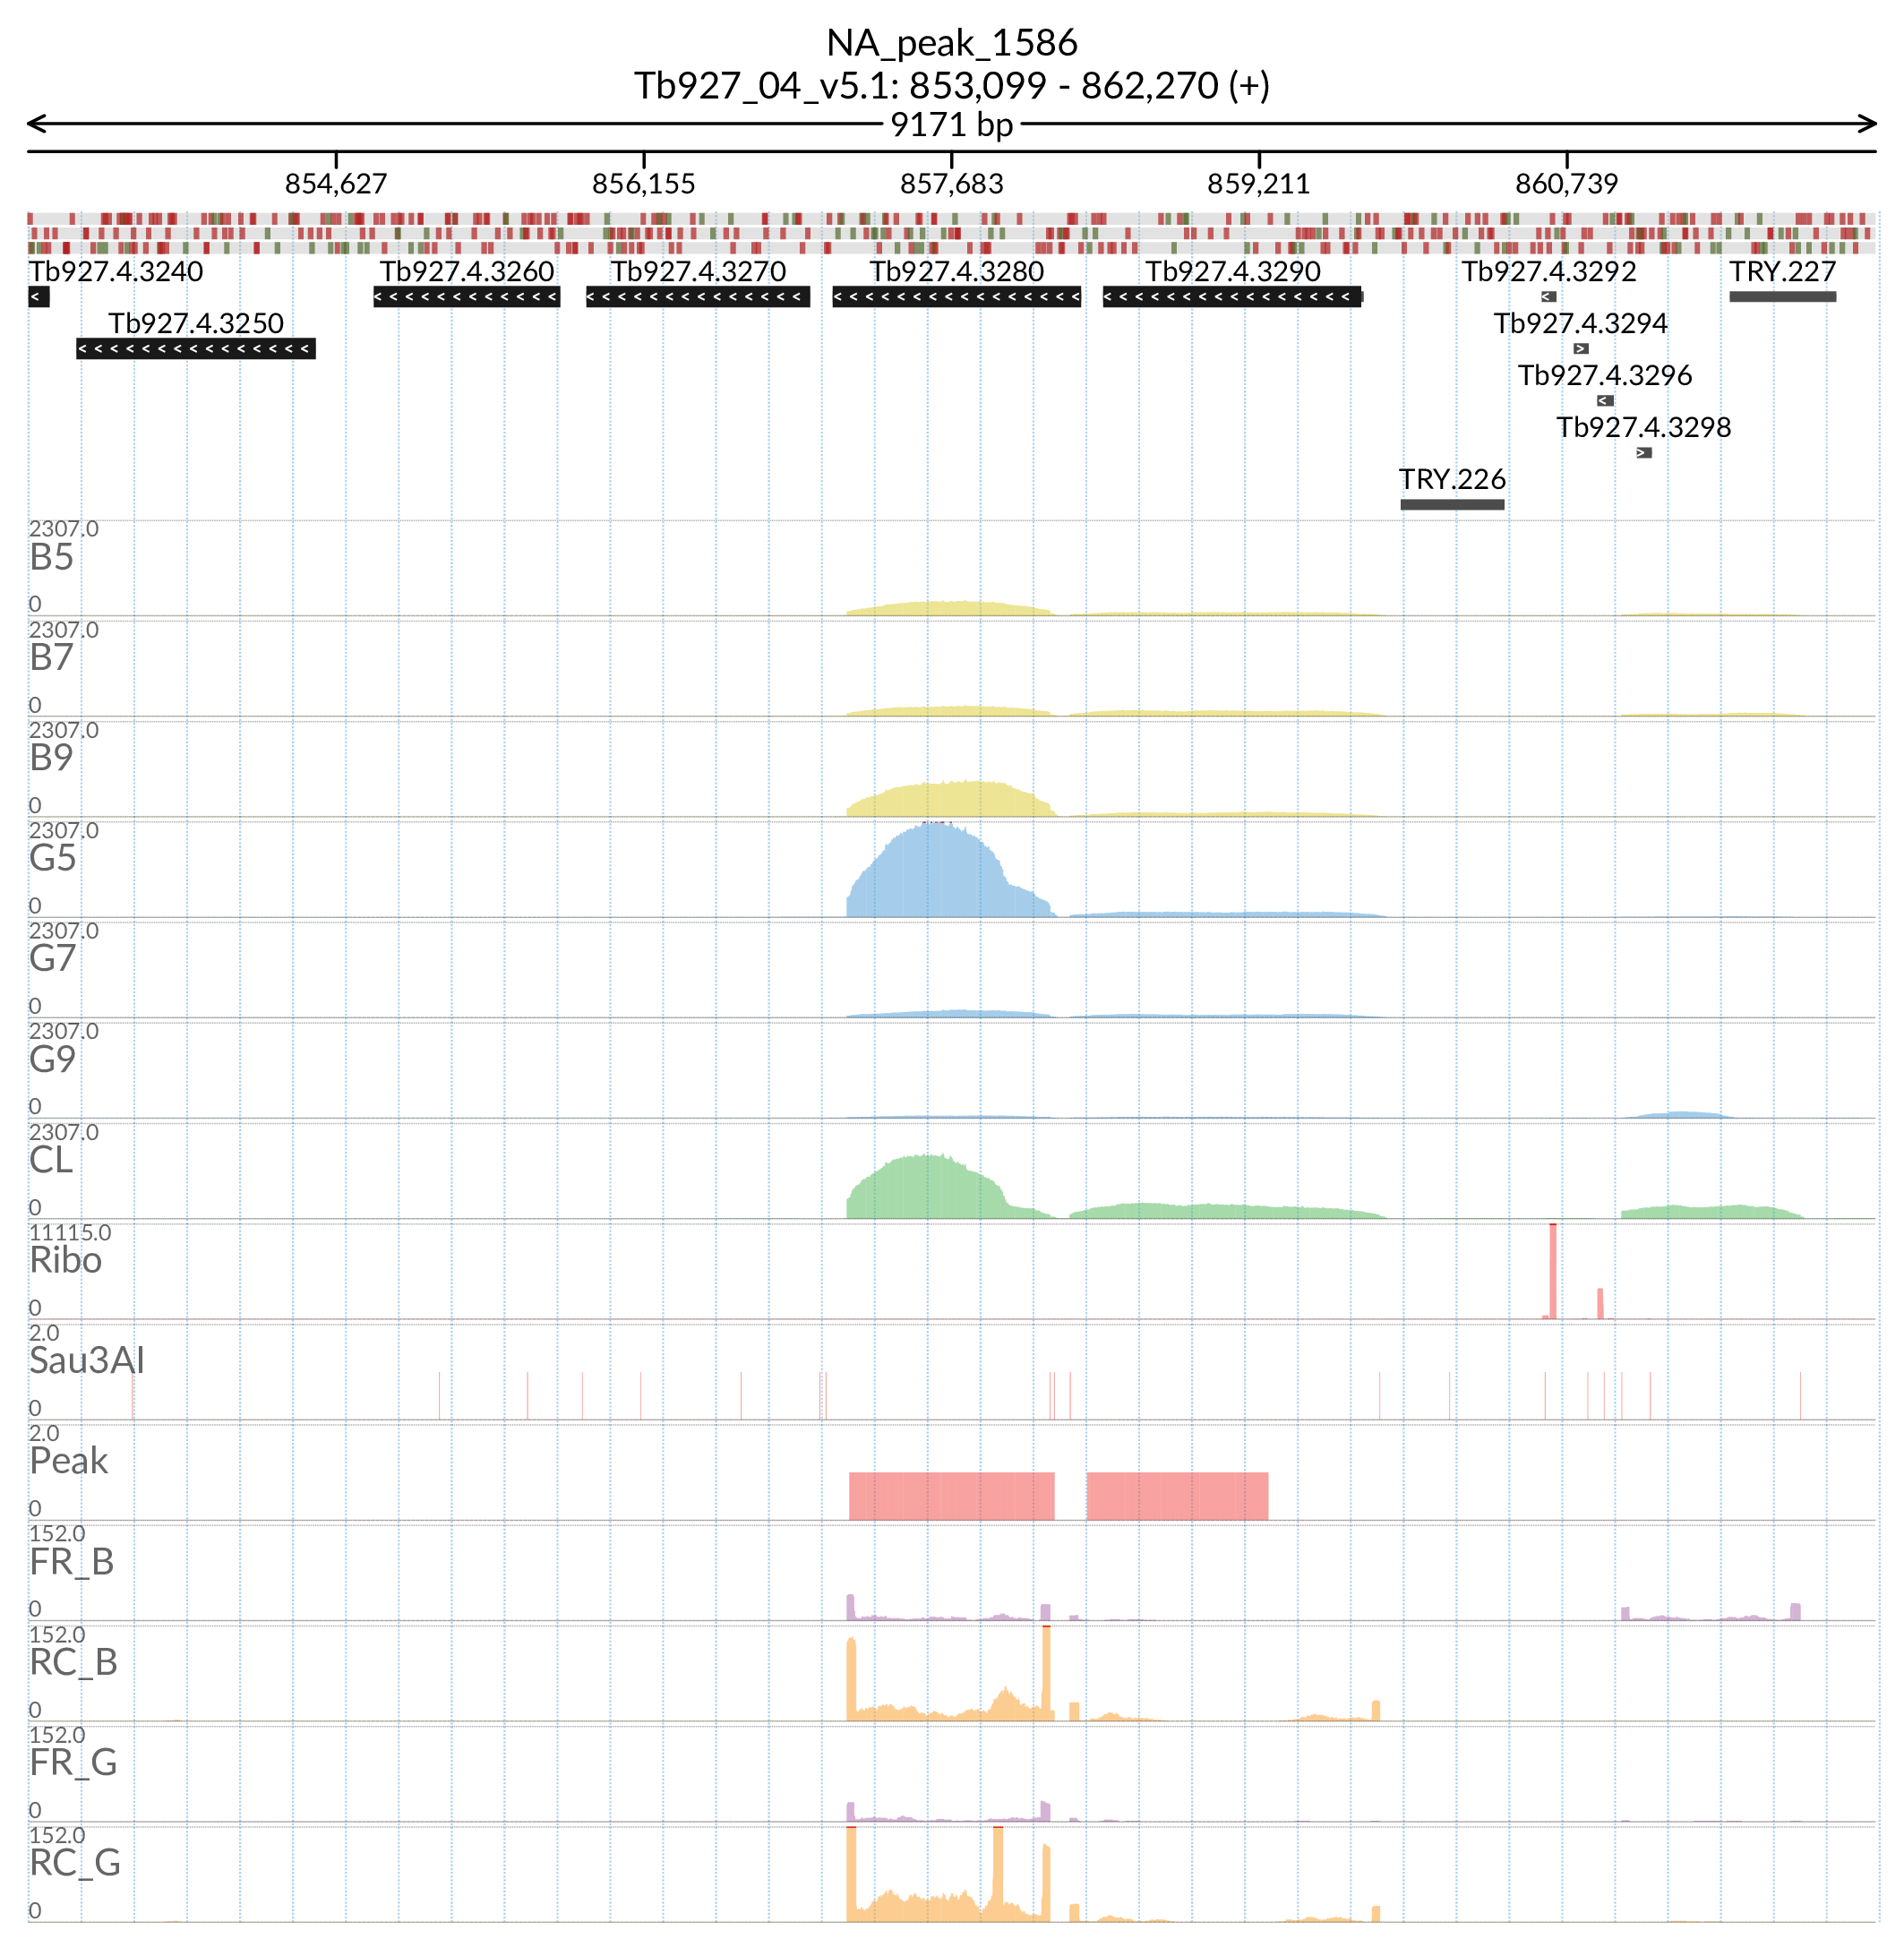 NA_peak_1586
Tb927_04_v5.1: 853,099 - 862,270 (+)
9171 bp
854,627 856,155 857,683 859,211 860,739
Tb927.4.3240 Tb927.4.3260 Tb927.4.3270 Tb927.4.3280 Tb927.4.3290 Tb927.4.3292 TRY.227
Tb927.4.3250 Tb927.4.3294
Tb927.4.3296
Tb927.4.3298
TRY.226
2307.0
B5
0
2307.0
B7
0
2307.0
B9
0
2307.0
G5
0
2307.0
G7
0
2307.0
G9
0
2307.0
CL
0
11115.0
Ribo
0
2.0
Sau3AI
0
2.0
Peak
0
152.0
FR_B
0
152.0
RC_B
0
152.0
FR_G
0
152.0
RC_G
0